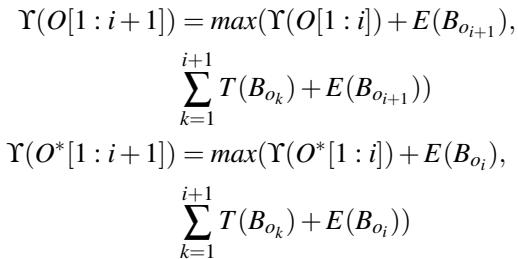 ϒ(O[1 : i+1]) = max(ϒ(O[1 : i]) + E(B_{o_{i+1}}),
∑_{k=1}^{i+1} T(B_{o_k}) + E(B_{o_{i+1}}))
ϒ(O*[1 : i+1]) = max(ϒ(O*[1 : i]) + E(B_{o_i}),
∑_{k=1}^{i+1} T(B_{o_k}) + E(B_{o_i}))